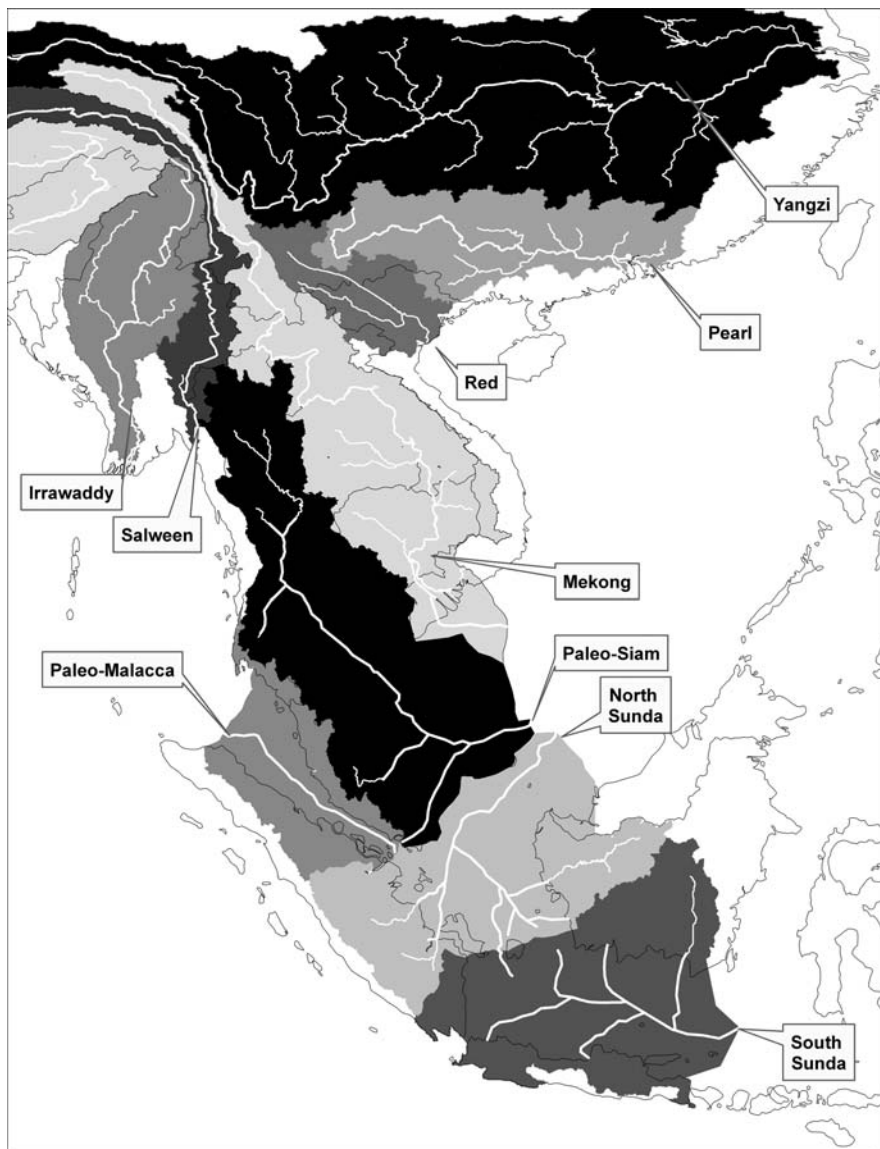 Yangzi
Pearl
Red
Irrawaddy
Salween
Mekong
Paleo-Siam
Paleo-Malacca
North
Sunda
South
Sunda